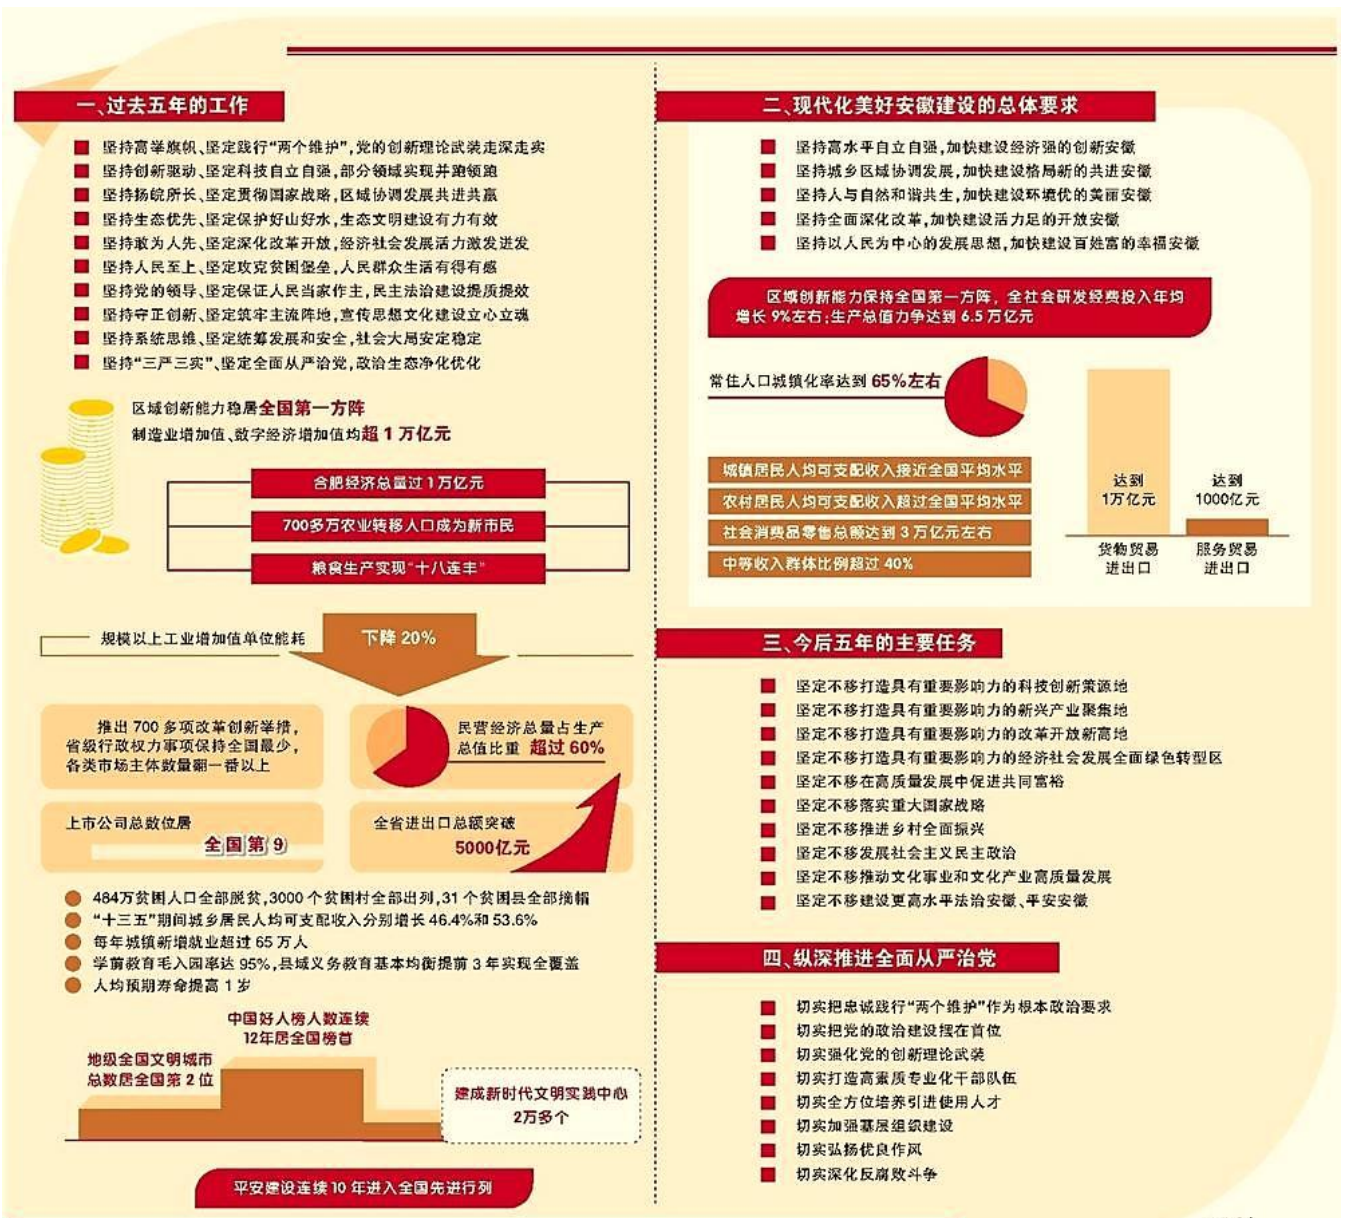 一、过去五年的工作
坚持高举旗帜、坚定践行“两个维护”,党的创新理论武装走深走实
坚持创新驱动、坚定科技自立自强,部分领域实现并跑领跑
坚持扬皖所长、坚定贯彻国家战略,区域协调发展共进共赢
坚持生态优先、坚定保护好山好水,生态文明建设有力有效
坚持敢为人先、坚定深化改革开放,经济社会发展活力激发迸发
坚持人民至上、坚定攻克贫困堡垒,人民群众生活有得有感
坚持党的领导、坚定保证人民当家作主,民主法治建设提质提效
坚持守正创新、坚定筑牢主流阵地,宣传思想文化建设立心立魂
坚持系统思维、坚定统筹发展和安全,社会大局安定稳定
坚持“三严三实”、坚定全面从严治党,政治生态净化优化
区域创新能力稳居全国第一方阵
制造业增加值、数字经济增加值均超1万亿元
合肥经济总量过1万亿元
700多万农业转移人口成为新市民
粮食生产实现“十八连丰”
规模以上工业增加值单位能耗
下降20%
推出700多项改革创新举措,
省级行政权力事项保持全国最少,
各类市场主体数量翻一番以上
民营经济总量占生产
总值比重 超过60%
上市公司总数位居
全国第9
全省进出口总额突破
5000亿元
484万贫困人口全部脱贫,3000个贫困村全部出列,31个贫困县全部摘帽
“十三五”期间城乡居民人均可支配收入分别增长46.4%和53.6%
每年城镇新增就业超过65万人
学前教育毛入园率达95%,县域义务教育基本均衡提前3年实现全覆盖
人均预期寿命提高1岁
中国好人榜人数连续
12年居全国榜首
地级全国文明城市
总数居全国第2位
建成新时代文明实践中心
2万多个
平安建设连续10年进入全国先进行列
二、现代化美好安徽建设的总体要求
坚持高水平自立自强,加快建设经济强的创新安徽
坚持城乡区域协调发展,加快建设格局新的共进安徽
坚持人与自然和谐共生,加快建设环境优的美丽安徽
坚持全面深化改革,加快建设活力足的开放安徽
坚持以人民为中心的发展思想,加快建设百姓富的幸福安徽
区域创新能力保持全国第一方阵,全社会研发经费投入年均
增长9%左右;生产总值力争达到6.5万亿元
常住人口城镇化率达到65%左右
城镇居民人均可支配收入接近全国平均水平
农村居民人均可支配收入超过全国平均水平
社会消费品零售总额达到3万亿元左右
中等收入群体比例超过40%
达到
1万亿元
达到
1000亿元
货物贸易
进出口
服务贸易
进出口
三、今后五年的主要任务
坚定不移打造具有重要影响力的科技创新策源地
坚定不移打造具有重要影响力的新兴产业聚集地
坚定不移打造具有重要影响力的改革开放新高地
坚定不移打造具有重要影响力的经济社会发展全面绿色转型区
坚定不移在高质量发展中促进共同富裕
坚定不移落实重大国家战略
坚定不移推进乡村全面振兴
坚定不移发展社会主义民主政治
坚定不移推动文化事业和文化产业高质量发展
坚定不移建设更高水平法治安徽、平安安徽
四、纵深推进全面从严治党
切实把忠诚践行“两个维护”作为根本政治要求
切实把党的政治建设摆在首位
切实强化党的创新理论武装
切实打造高素质专业化干部队伍
切实全方位培养引进使用人才
切实加强基层组织建设
切实弘扬优良作风
切实深化反腐败斗争